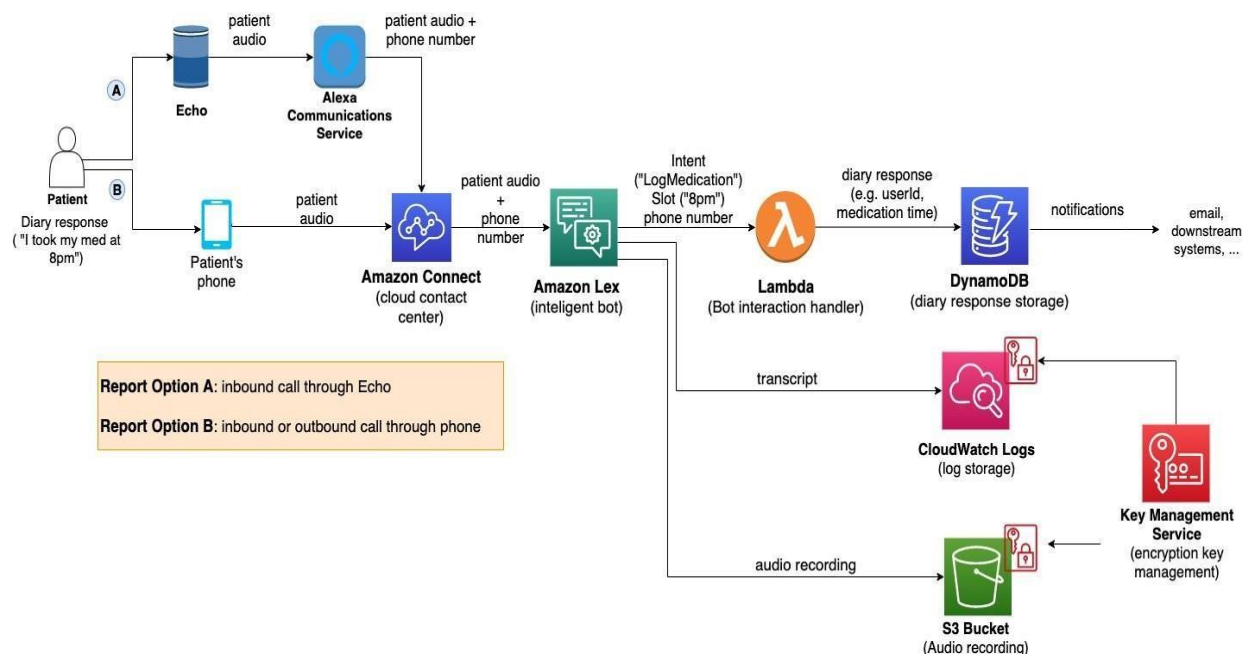 patient
audio
patient audio +
phone number
A
Echo
Alexa
Communications
Service
Patient
B
Diary response
( "I took my med at
8pm")
patient
audio
Patient's
phone
Amazon Connect
(cloud contact
center)
patient audio
+
phone
number
Amazon Lex
(inteligent bot)
Intent
("LogMedication")
Slot ("8pm")
phone number
Lambda
(Bot interaction handler)
diary response
(e.g. userId,
medication time)
DynamoDB
(diary response storage)
notifications
email,
downstream
systems, ...
Report Option A: inbound call through Echo
Report Option B: inbound or outbound call through phone
transcript
CloudWatch Logs
(log storage)
Key Management
Service
(encryption key
management)
audio recording
S3 Bucket
(Audio recording)